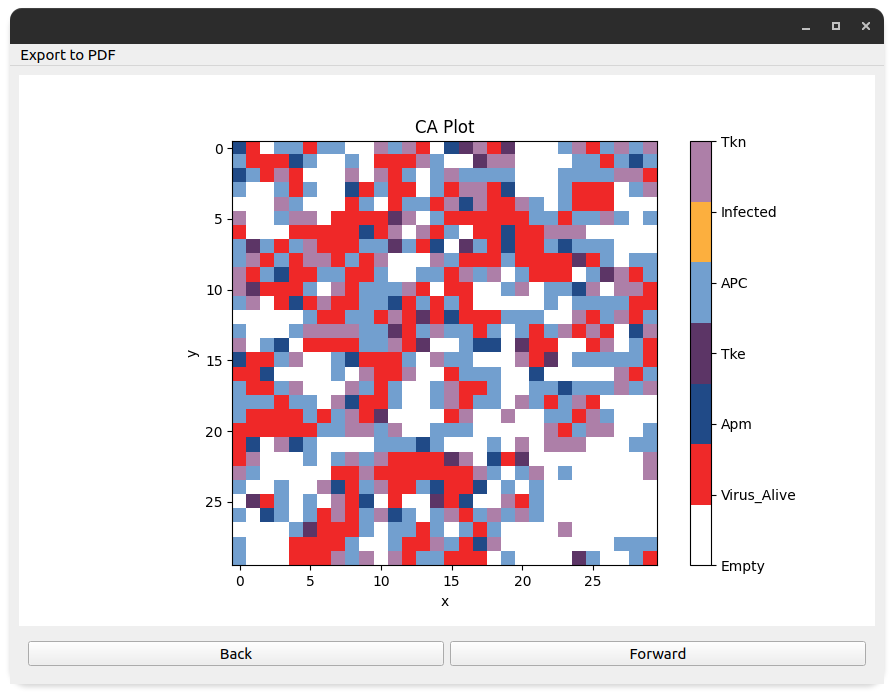 Export to PDF
CA Plot
0
5
10
15
20
25
y
0 5 10 15 20 25
x
Tkn
Infected
APC
Tke
Apm
Virus_Alive
Empty
Back Forward